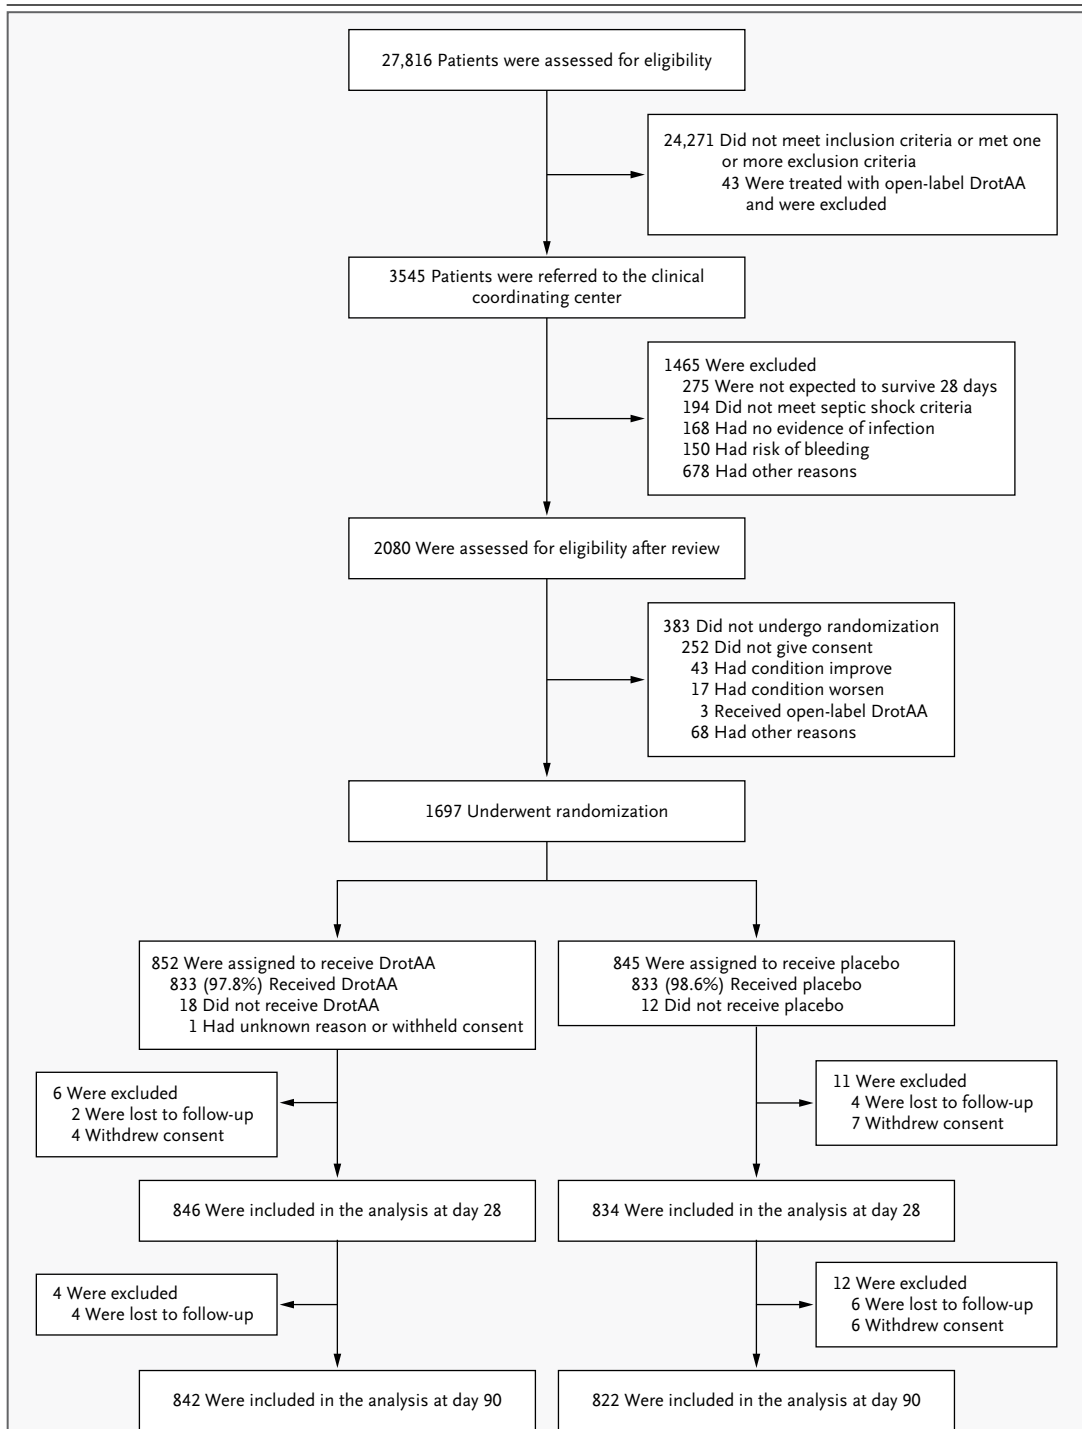 27,816 Patients were assessed for eligibility
24,271 Did not meet inclusion criteria or met one
or more exclusion criteria
43 Were treated with open-label DrotAA
and were excluded
3545 Patients were referred to the clinical
coordinating center
1465 Were excluded
275 Were not expected to survive 28 days
194 Did not meet septic shock criteria
168 Had no evidence of infection
150 Had risk of bleeding
678 Had other reasons
2080 Were assessed for eligibility after review
383 Did not undergo randomization
252 Did not give consent
43 Had condition improve
17 Had condition worsen
3 Received open-label DrotAA
68 Had other reasons
1697 Underwent randomization
852 Were assigned to receive DrotAA
833 (97.8%) Received DrotAA
18 Did not receive DrotAA
1 Had unknown reason or withheld consent
845 Were assigned to receive placebo
833 (98.6%) Received placebo
12 Did not receive placebo
6 Were excluded
2 Were lost to follow-up
4 Withdrew consent
11 Were excluded
4 Were lost to follow-up
7 Withdrew consent
846 Were included in the analysis at day 28
834 Were included in the analysis at day 28
4 Were excluded
4 Were lost to follow-up
12 Were excluded
6 Were lost to follow-up
6 Withdrew consent
842 Were included in the analysis at day 90
822 Were included in the analysis at day 90